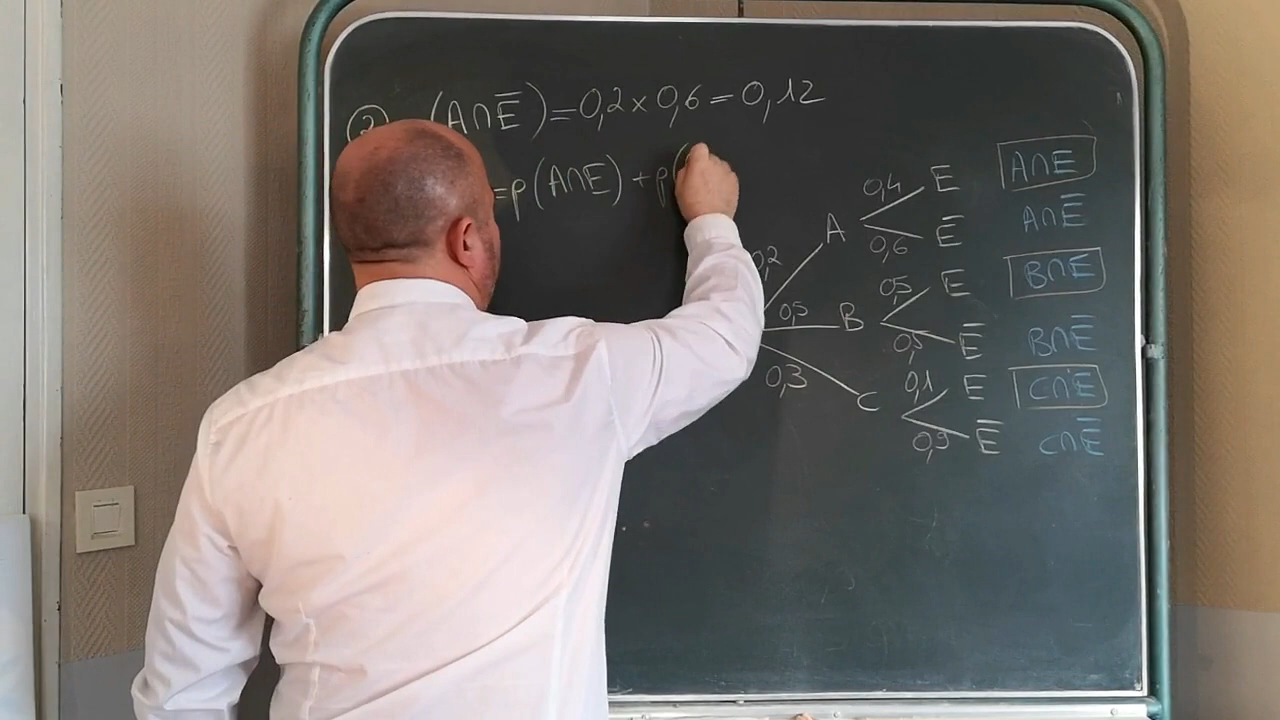 ② (A∩E̅) = 0,2 × 0,6 = 0,12
= p(A∩E) + p(
0,2 A 0,4 E A∩E
0,6 E̅ A∩E̅
0,5 B 0,5 E B∩E
0,5 E̅ B∩E̅
0,3 C 0,1 E C∩E
0,9 E̅ C∩E̅